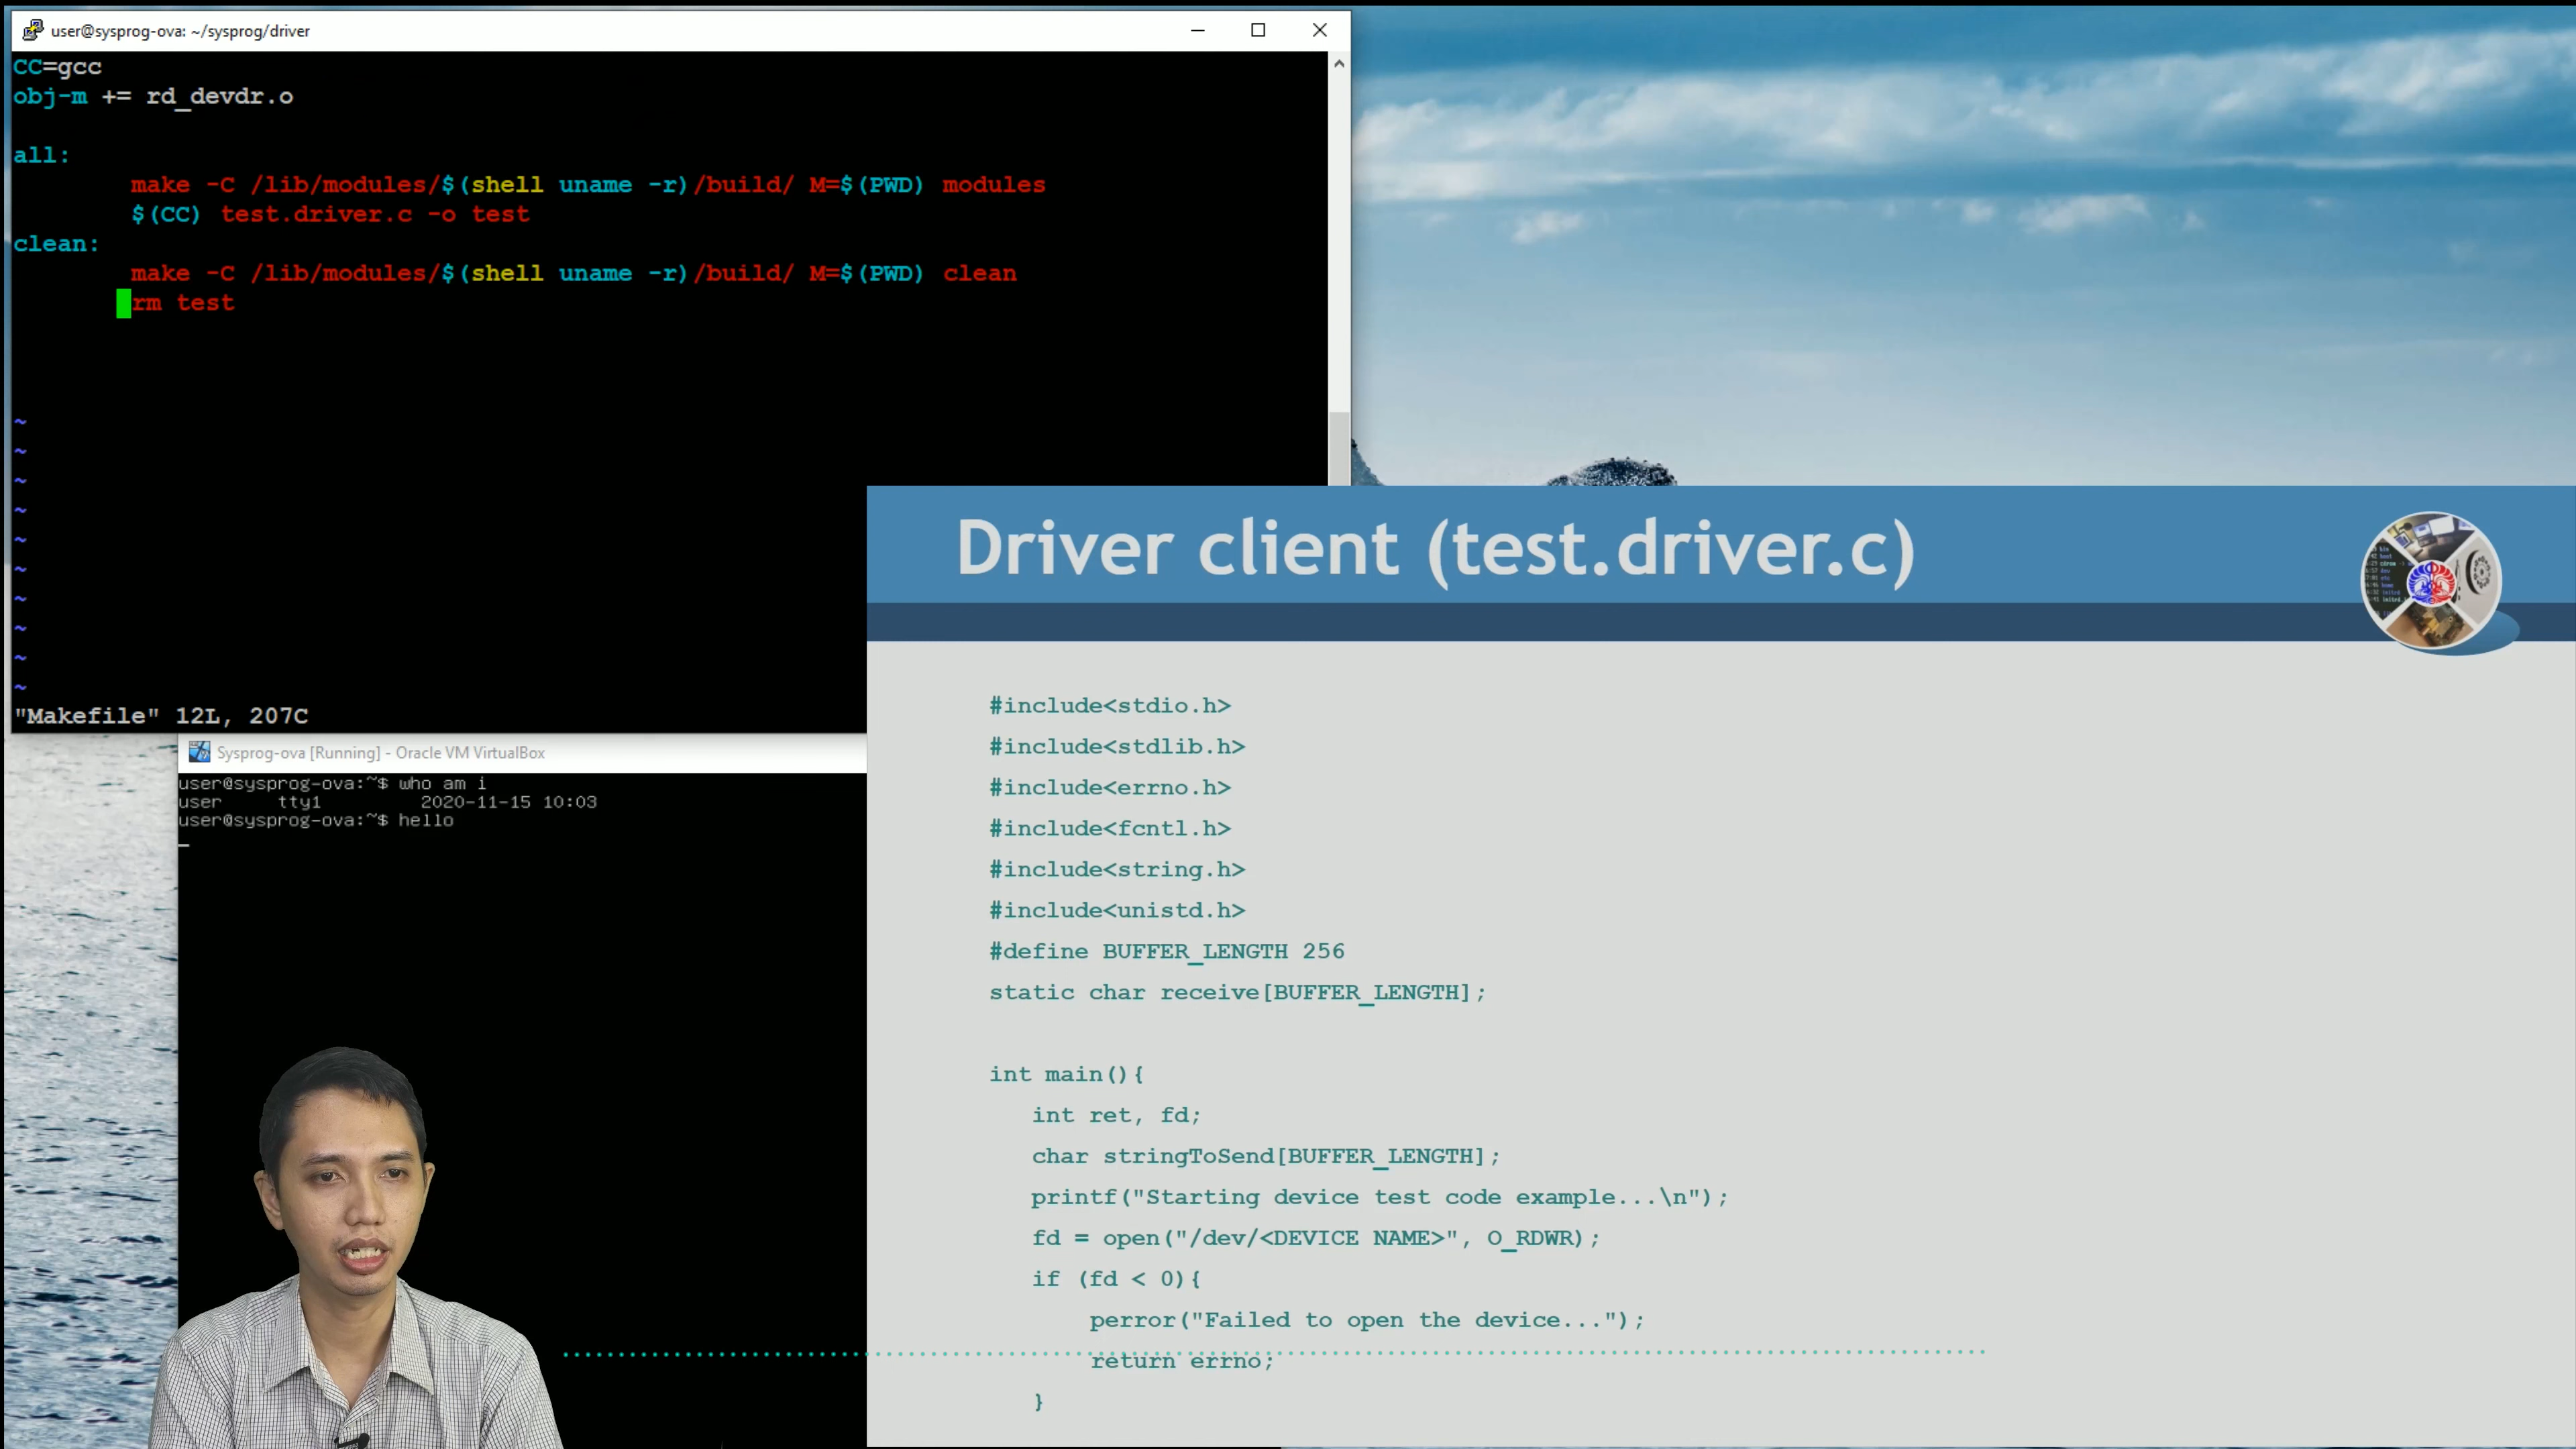 user@sysprog-ova: ~/sysprog/driver
CC=gcc
obj-m += rd_devdr.o
all:
make -C /lib/modules/$(shell uname -r)/build/ M=$(PWD) modules
$(CC) test.driver.c -o test
clean:
make -C /lib/modules/$(shell uname -r)/build/ M=$(PWD) clean
rm test
~
~
~
~
~
~
~
~
~
~
"Makefile" 12L, 207C
Sysprog-ova [Running] - Oracle VM VirtualBox
user@sysprog-ova:~$ who am i
user tty1 2020-11-15 10:03
user@sysprog-ova:~$ hello
Driver client (test.driver.c)
#include<stdio.h>
#include<stdlib.h>
#include<errno.h>
#include<fcntl.h>
#include<string.h>
#include<unistd.h>
#define BUFFER_LENGTH 256
static char receive[BUFFER_LENGTH];
int main(){
int ret, fd;
char stringToSend[BUFFER_LENGTH];
printf("Starting device test code example...\n");
fd = open("/dev/<DEVICE NAME>", O_RDWR);
if (fd < 0){
perror("Failed to open the device...");
return errno;
}